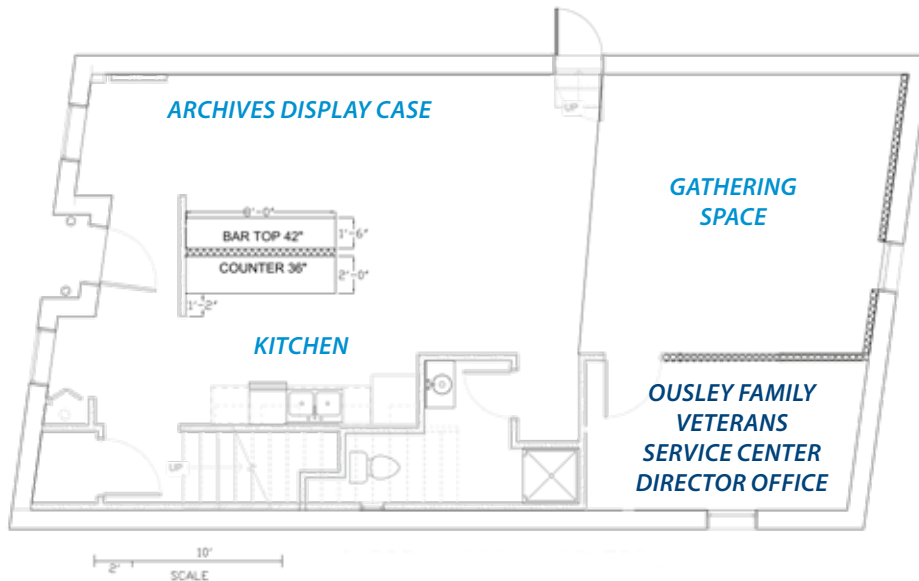 UP
ARCHIVES DISPLAY CASE
GATHERING
SPACE
8'-0"
BAR TOP 42"
1'-6"
COUNTER 36"
2'-0"
1'-2"
KITCHEN
OUSLEY FAMILY
VETERANS
SERVICE CENTER
DIRECTOR OFFICE
UP
10'
2'
SCALE